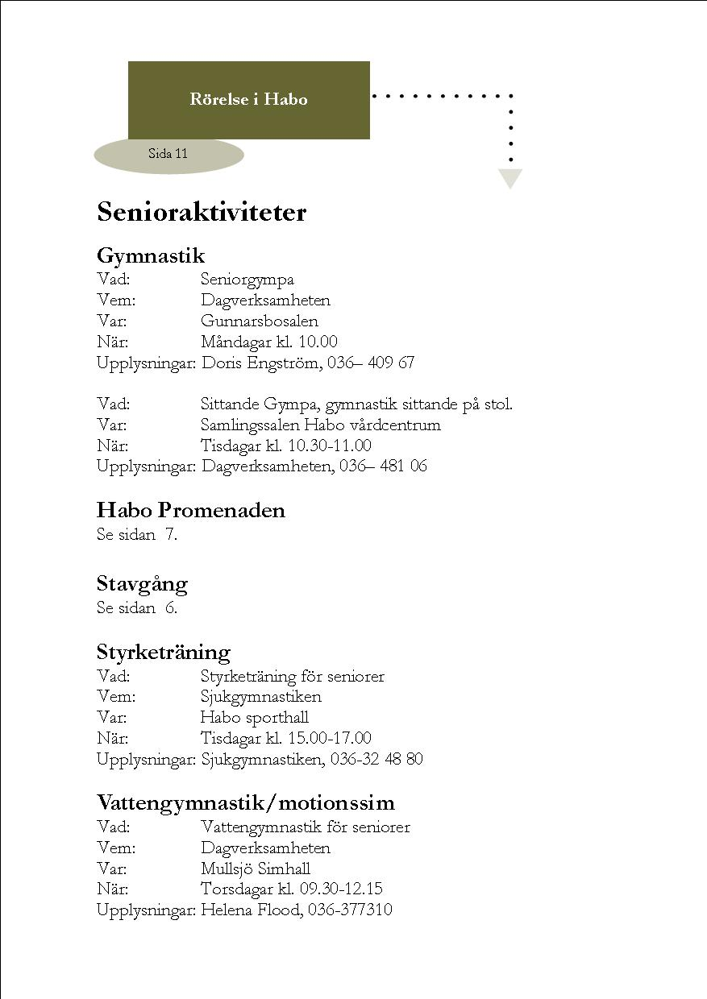 Rörelse i Habo
Sida 11
Senioraktiviteter
Gymnastik
Vad: Seniorgympa
Vem: Dagverksamheten
Var: Gunnarsbosalen
När: Måndagar kl. 10.00
Upplysningar: Doris Engström, 036– 409 67
Vad: Sittande Gympa, gymnastik sittande på stol.
Var: Samlingssalen Habo vårdcentrum
När: Tisdagar kl. 10.30-11.00
Upplysningar: Dagverksamheten, 036– 481 06
Habo Promenaden
Se sidan  7.
Stavgång
Se sidan  6.
Styrketräning
Vad: Styrketräning för seniorer
Vem: Sjukgymnastiken
Var: Habo sporthall
När: Tisdagar kl. 15.00-17.00
Upplysningar: Sjukgymnastiken, 036-32 48 80
Vattengymnastik/motionssim
Vad: Vattengymnastik för seniorer
Vem: Dagverksamheten
Var: Mullsjö Simhall
När: Torsdagar kl. 09.30-12.15
Upplysningar: Helena Flood, 036-377310